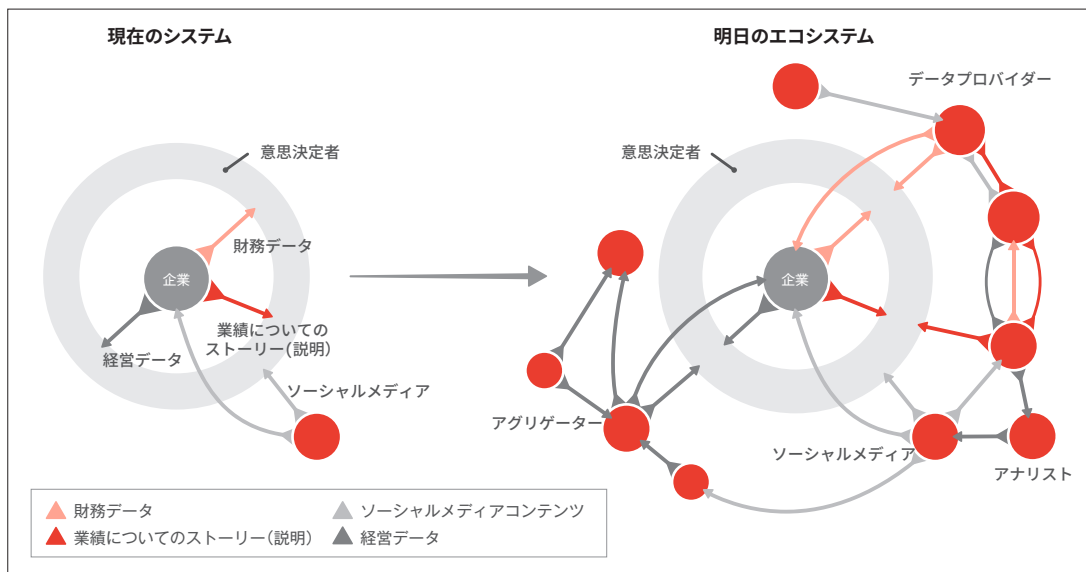 現在のシステム
意思決定者
財務データ
企業
業績についての
ストーリー(説明)
経営データ
ソーシャルメディア
明日のエコシステム
データプロバイダー
意思決定者
企業
アグリゲーター
ソーシャルメディア
アナリスト
財務データ
ソーシャルメディアコンテンツ
業績についてのストーリー(説明)
経営データ